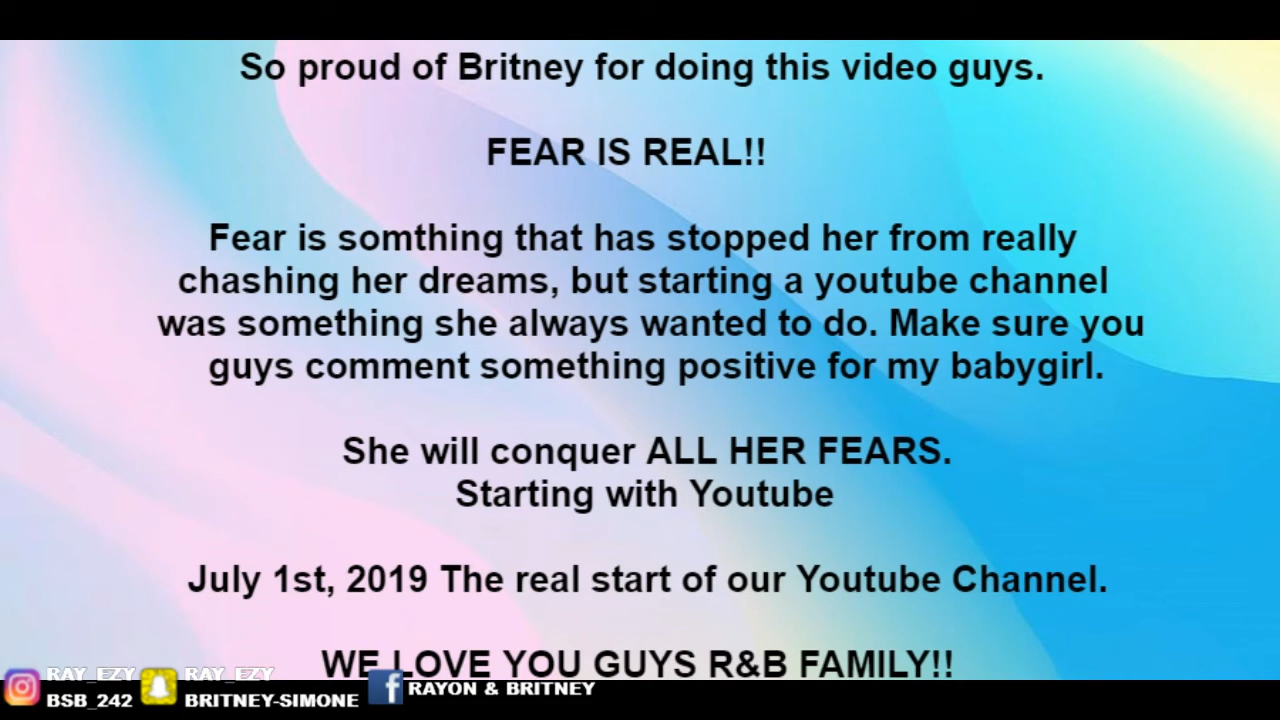 So proud of Britney for doing this video guys.
FEAR IS REAL!!
Fear is somthing that has stopped her from really
chashing her dreams, but starting a youtube channel
was something she always wanted to do. Make sure you
guys comment something positive for my babygirl.
She will conquer ALL HER FEARS.
Starting with Youtube
July 1st, 2019 The real start of our Youtube Channel.
WE LOVE YOU GUYS R&B FAMILY!!
RAY_EZY
BSB_242
RAY_EZY
BRITNEY-SIMONE
RAYON & BRITNEY